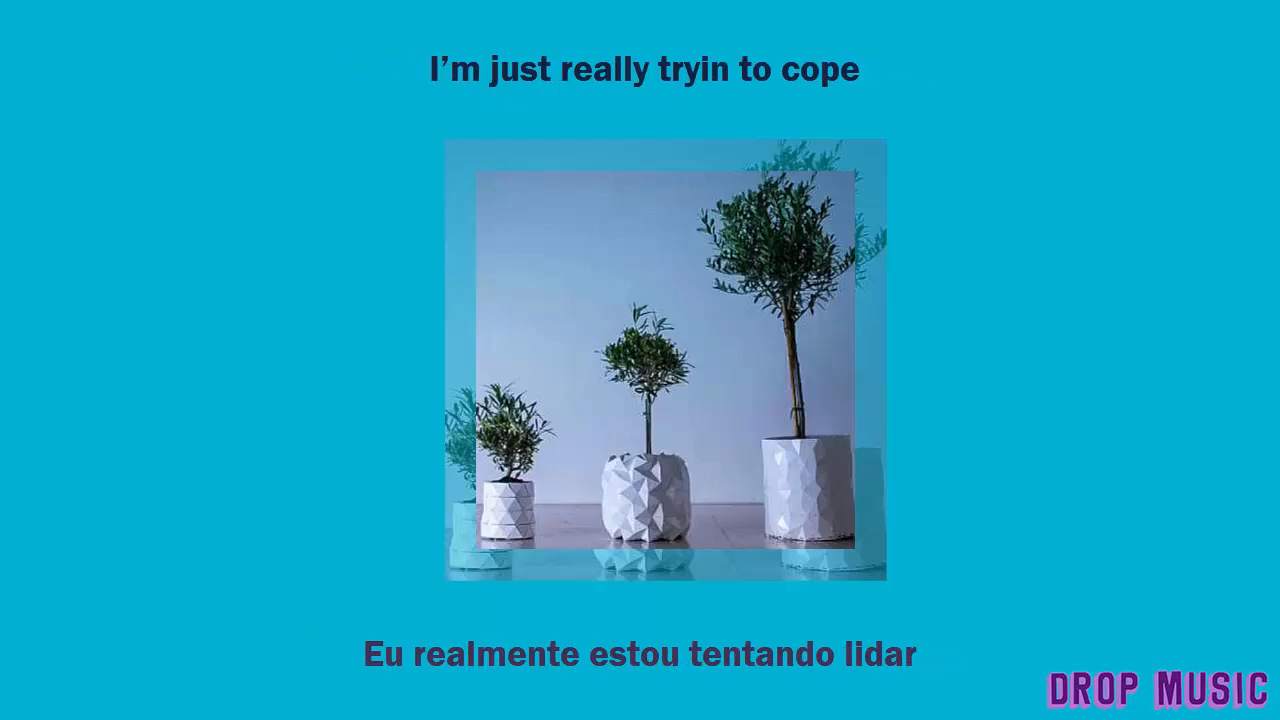 I’m just really tryin to cope
Eu realmente estou tentando lidar
DROP MUSIC